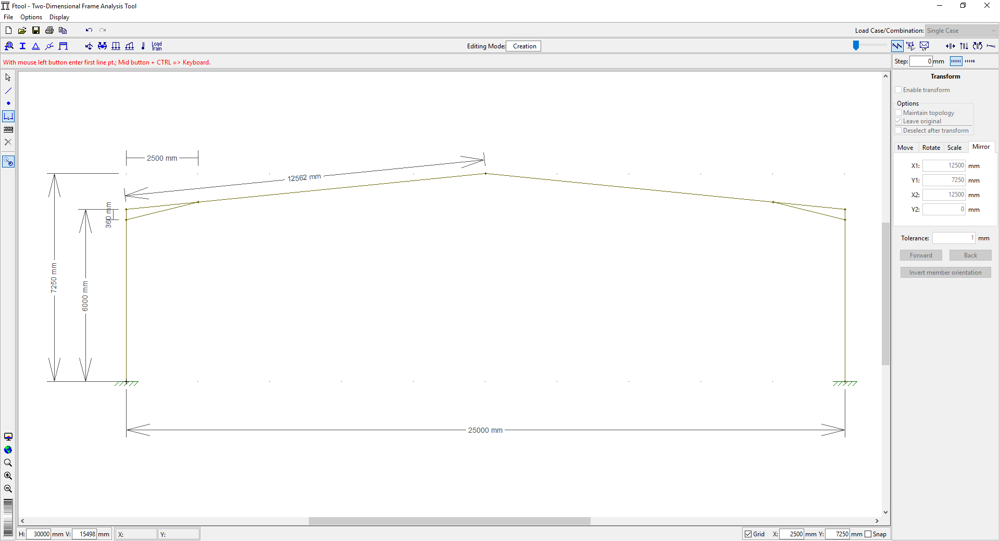 Ftool - Two-Dimensional Frame Analysis Tool
File Options Display
Load Case/Combination: Single Case
Load Train
Editing Mode: Creation
With mouse left button enter first line pt.; Mid button + CTRL => Keyboard.
Step: 0 mm
Transform
Enable transform
Options
Maintain topology
Leave original
Deselect after transform
Move Rotate Scale Mirror
X1: 12500 mm
Y1: 7250 mm
X2: 12500 mm
Y2: 0 mm
Tolerance: 1 mm
Forward Back
Invert member orientation
2500 mm
12562 mm
360 mm
7250 mm
6000 mm
25000 mm
H: 30000 mm V: 15498 mm X: Y:
Grid X: 2500 mm Y: 7250 mm Snap